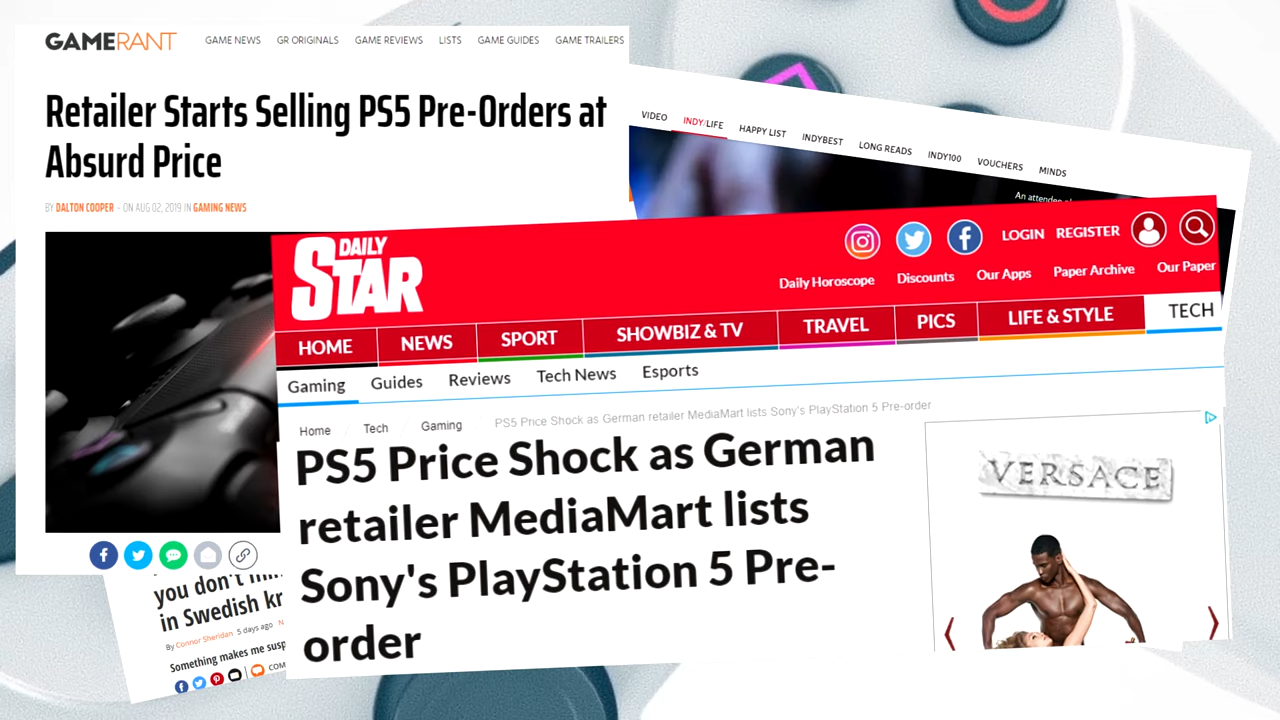 GAMERANT
GAME NEWS GR ORIGINALS GAME REVIEWS LISTS GAME GUIDES GAME TRAILERS
Retailer Starts Selling PS5 Pre-Orders at
Absurd Price
BY DALTON COOPER - ON AUG 02, 2019 IN GAMING NEWS
VIDEO INDY/LIFE HAPPY LIST INDYBEST LONG READS INDY100 VOUCHERS MINDS
An attendee
DAILY
STAR
LOGIN REGISTER
Daily Horoscope Discounts Our Apps Paper Archive Our Paper
HOME NEWS SPORT SHOWBIZ & TV TRAVEL PICS LIFE & STYLE TECH
Gaming Guides Reviews Tech News Esports
Home Tech Gaming PS5 Price Shock as German retailer MediaMart lists Sony's PlayStation 5 Pre-order
PS5 Price Shock as German
retailer MediaMart lists
Sony's PlayStation 5 Pre-
order
VERSACE
you don't
in Swedish kr
By Connor Sheridan 5 days ago N
Something makes me susp
COM